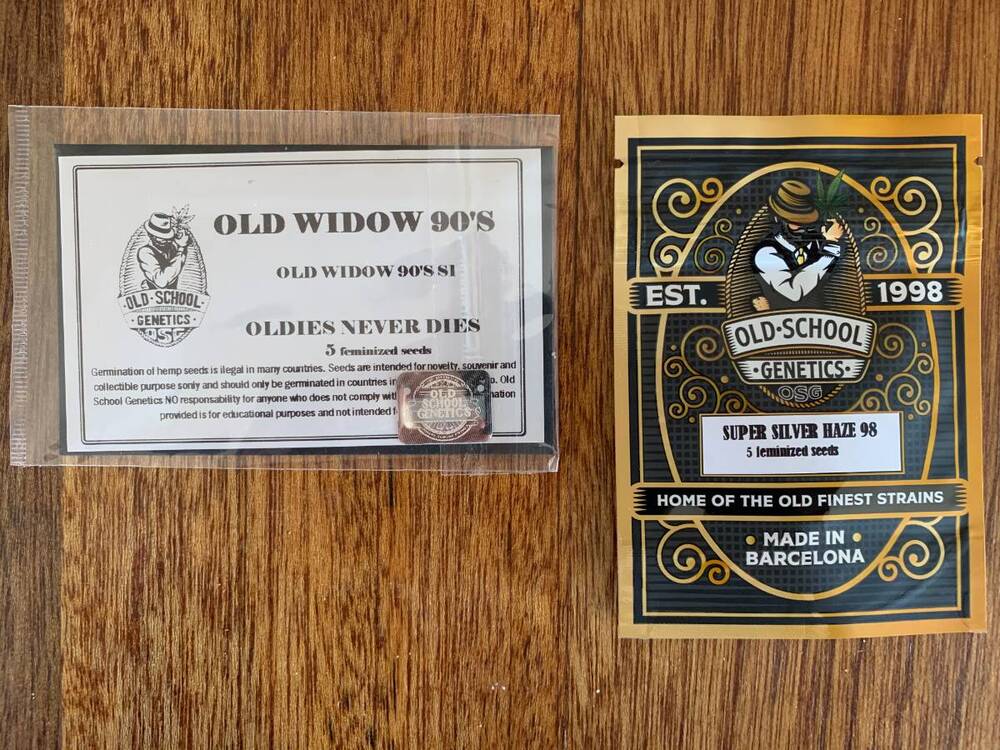 OLD WIDOW 90'S
OLD WIDOW 90'S S1
OLDIES NEVER DIES
5 feminized seeds
Germination of hemp seeds is ilegal in many countries. Seeds are intended for novelty, souvenir and
collectible purpose sonly and should only be germinated in countries o. Old
School Genetics NO responsability for anyone who does not comply
provided is for educational purposes and not intended
OLD·SCHOOL
·GENETICS·
OSG
OLD
SCHOOL
GENETICS
EST. 1998
OLD·SCHOOL
·GENETICS·
OSG
SUPER SILVER HAZE 98
5 feminized seeds
HOME OF THE OLD FINEST STRAINS
• MADE IN •
BARCELONA